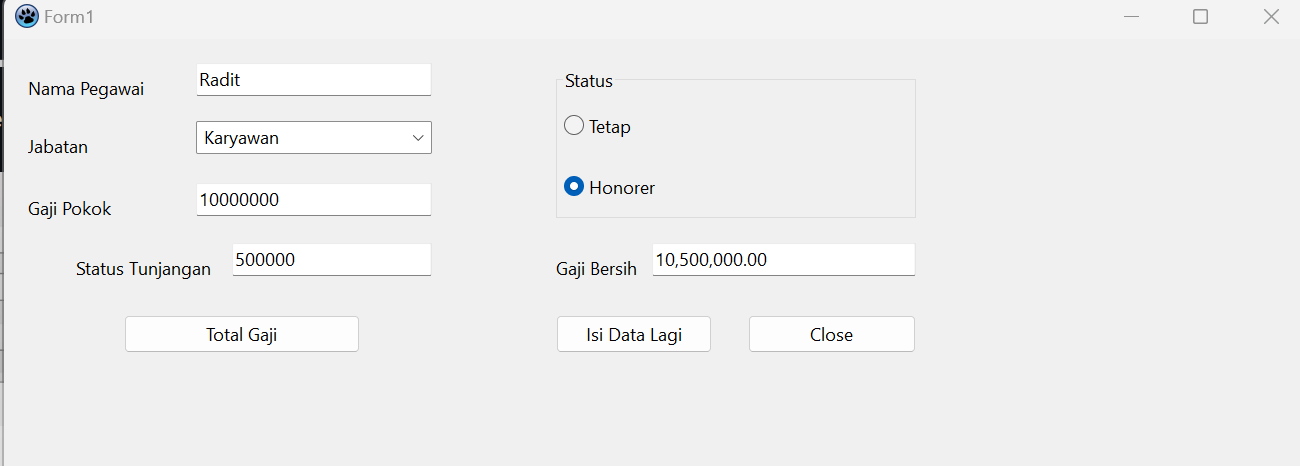 Form1
Nama Pegawai Radit
Jabatan Karyawan
Gaji Pokok 10000000
Status Tunjangan 500000
Status
Tetap
Honorer
Gaji Bersih 10,500,000.00
Total Gaji Isi Data Lagi Close